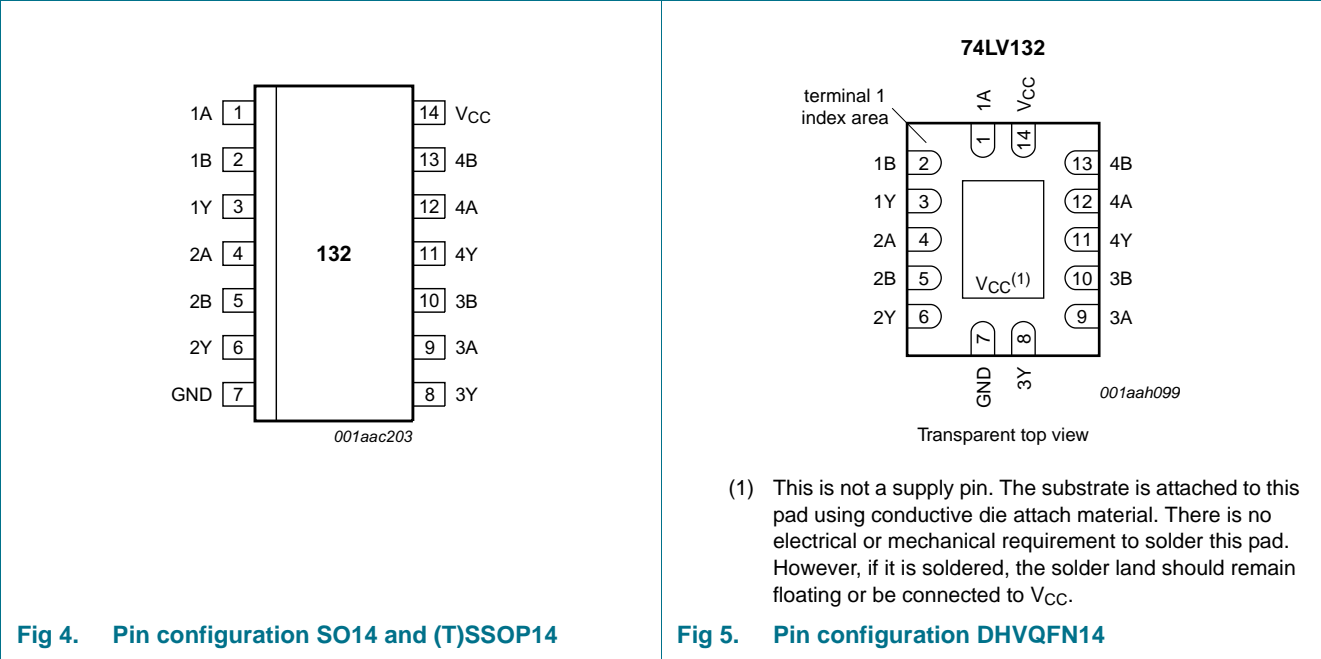 1A 1 14 VCC
1B 2 13 4B
1Y 3 12 4A
2A 4 132 11 4Y
2B 5 10 3B
2Y 6 9 3A
GND 7 8 3Y
001aac203
Fig 4. Pin configuration SO14 and (T)SSOP14
74LV132
terminal 1
index area
1A VCC
1 14
1B 2 13 4B
1Y 3 12 4A
2A 4 11 4Y
2B 5 VCC(1) 10 3B
2Y 6 9 3A
7 8
GND 3Y
001aah099
Transparent top view
(1) This is not a supply pin. The substrate is attached to this
pad using conductive die attach material. There is no
electrical or mechanical requirement to solder this pad.
However, if it is soldered, the solder land should remain
floating or be connected to VCC.
Fig 5. Pin configuration DHVQFN14